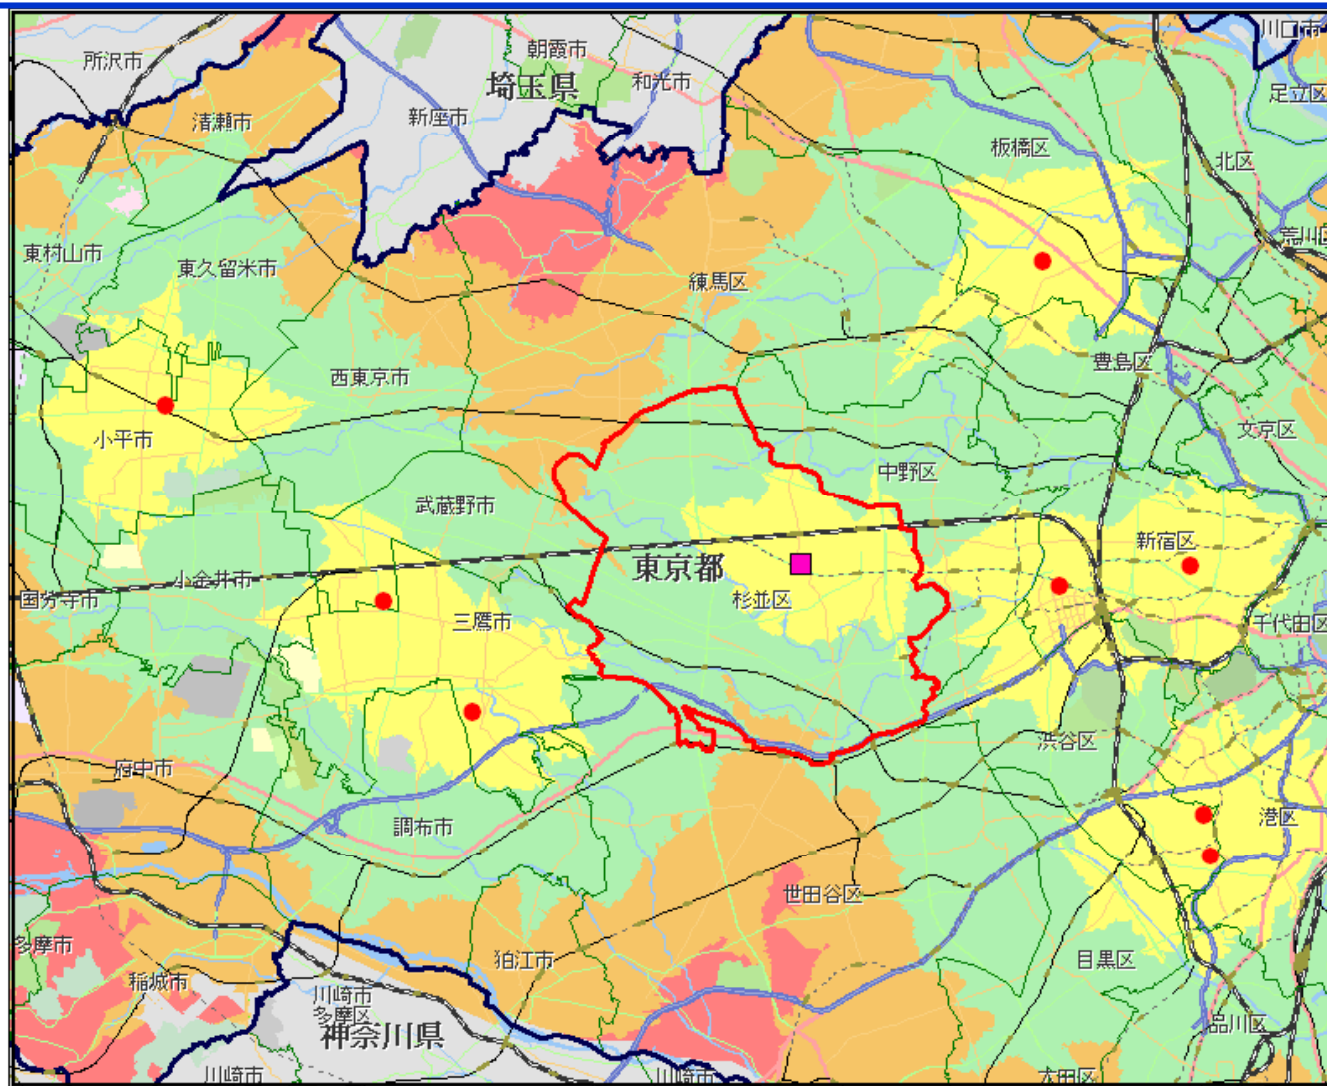 川口市
朝霞市
所沢市
和光市
埼玉県
足立区
新座市
清瀬市
板橋区
北区
荒川区
東村山市
東久留米市
練馬区
豊島区
西東京市
文京区
小平市
中野区
武蔵野市
新宿区
東京都
小金井市
国分寺市
杉並区
三鷹市
千代田区
渋谷区
府中市
港区
調布市
世田谷区
多摩市
狛江市
目黒区
稲城市
川崎市
多摩区
品川区
神奈川県
川崎市
川崎市
大田区